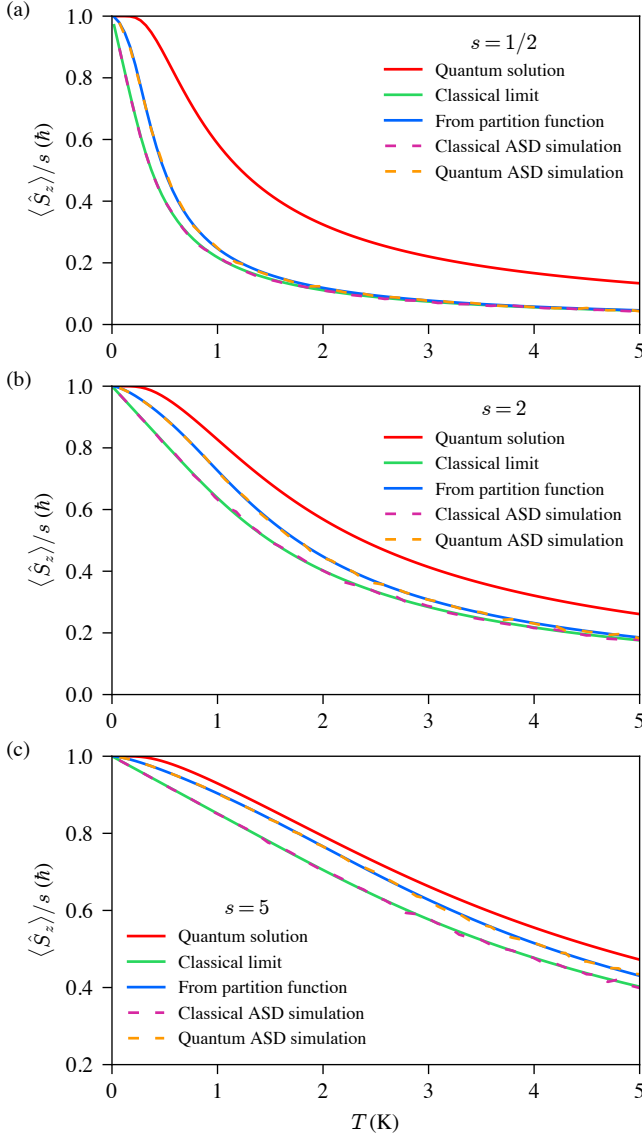 (a)
1.0
0.8
0.6
0.4
0.2
0.0
⟨Ŝz⟩/s (ħ)
s = 1/2
Quantum solution
Classical limit
From partition function
Classical ASD simulation
Quantum ASD simulation
0 1 2 3 4 5
(b)
1.0
0.8
0.6
0.4
0.2
0.0
⟨Ŝz⟩/s (ħ)
s = 2
Quantum solution
Classical limit
From partition function
Classical ASD simulation
Quantum ASD simulation
0 1 2 3 4 5
(c)
1.0
0.8
0.6
0.4
0.2
⟨Ŝz⟩/s (ħ)
s = 5
Quantum solution
Classical limit
From partition function
Classical ASD simulation
Quantum ASD simulation
0 1 2 3 4 5
T (K)